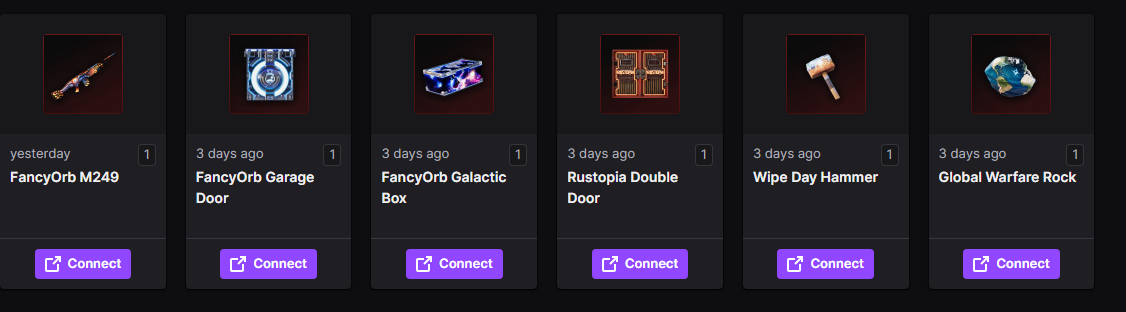 yesterday 1
FancyOrb M249
Connect
3 days ago 1
FancyOrb Garage
Door
Connect
3 days ago 1
FancyOrb Galactic
Box
Connect
3 days ago 1
Rustopia Double
Door
Connect
3 days ago 1
Wipe Day Hammer
Connect
3 days ago 1
Global Warfare Rock
Connect